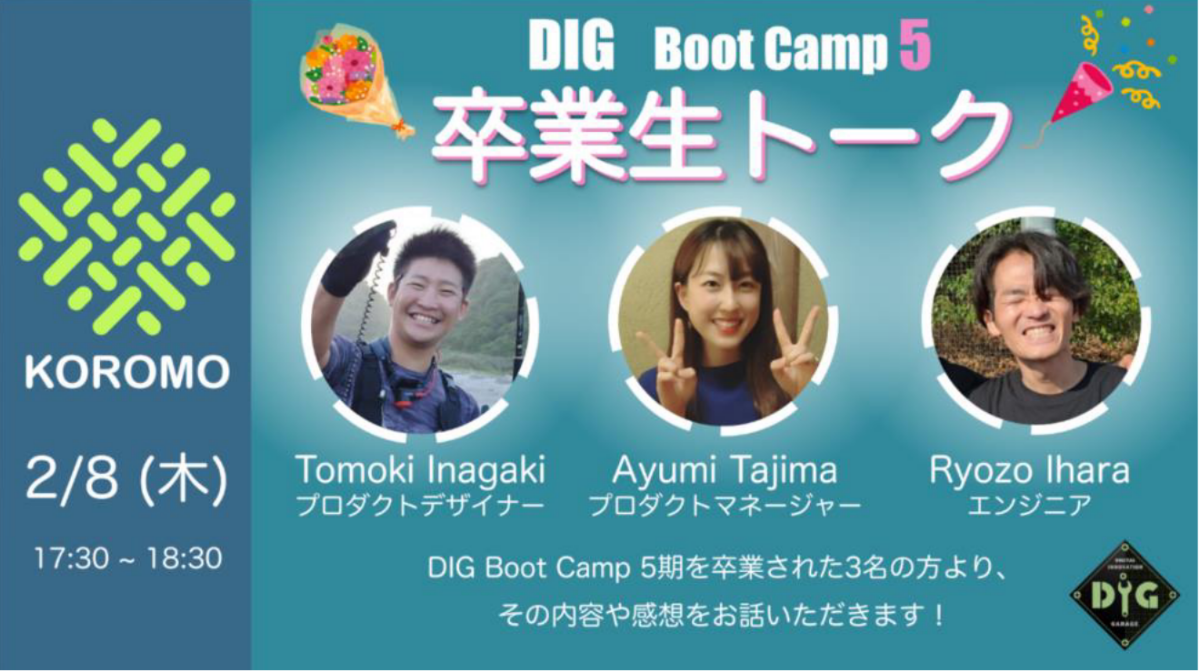 KOROMO
2/8 (木)
17:30 ~ 18:30
DIG Boot Camp 5
卒業生トーク
Tomoki Inagaki
プロダクトデザイナー
Ayumi Tajima
プロダクトマネージャー
Ryozo Ihara
エンジニア
DIG Boot Camp 5期を卒業された3名の方より、
その内容や感想をお話いただきます！
DIGITAL
INNOVATION
DIG
GARAGE